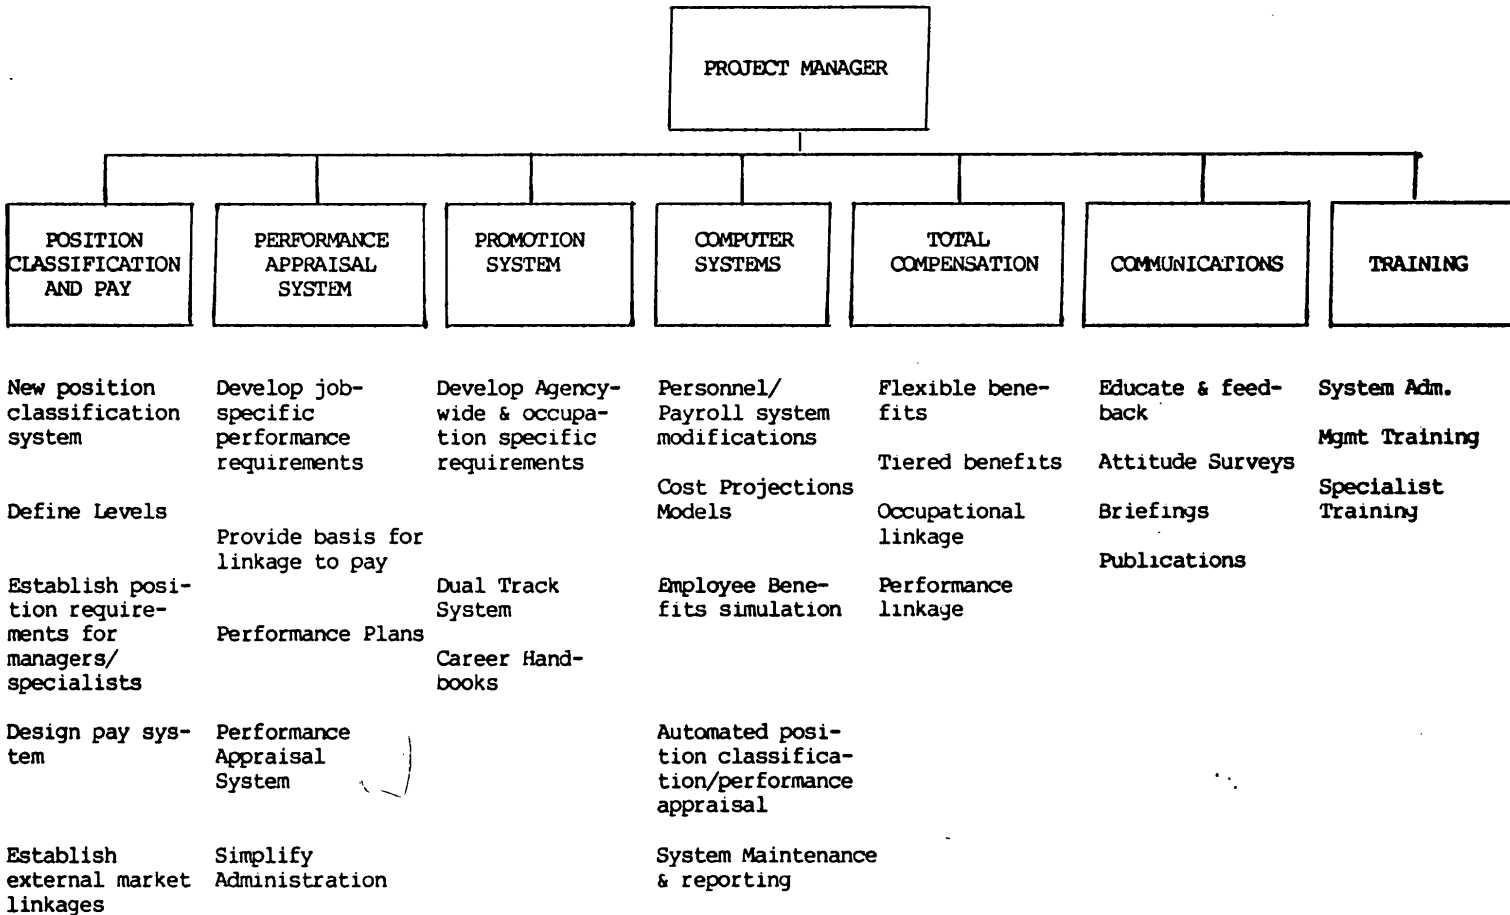 PROJECT MANAGER
POSITION
CLASSIFICATION
AND PAY
PERFORMANCE
APPRAISAL
SYSTEM
PROMOTION
SYSTEM
COMPUTER
SYSTEMS
TOTAL
COMPENSATION
COMMUNICATIONS
TRAINING
New position
classification
system
Define Levels
Establish posi-
tion require-
ments for
managers/
specialists
Design pay sys-
tem
Establish
external market
linkages
Develop job-
specific
performance
requirements
Provide basis for
linkage to pay
Performance Plans
Performance
Appraisal
System
Simplify
Administration
Develop Agency-
wide & occupa-
tion specific
requirements
Dual Track
System
Career Hand-
books
Personnel/
Payroll system
modifications
Cost Projections
Models
Employee Bene-
fits simulation
Automated posi-
tion classifica-
tion/performance
appraisal
System Maintenance
& reporting
Flexible bene-
fits
Tiered benefits
Occupational
linkage
Performance
linkage
Educate & feed-
back
Attitude Surveys
Briefings
Publications
System Adm.
Mgmt Training
Specialist
Training